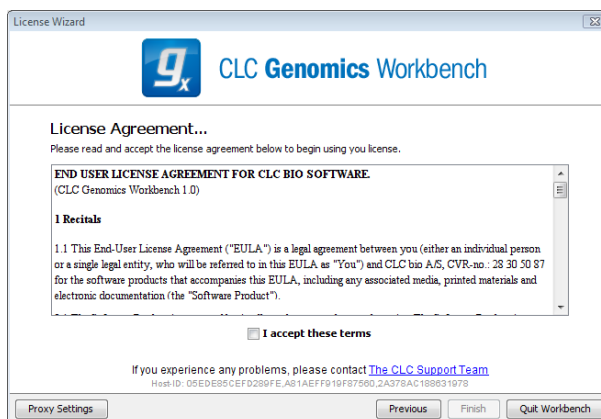 License Wizard
gx
CLC Genomics Workbench
License Agreement...
Please read and accept the license agreement below to begin using you license.
END USER LICENSE AGREEMENT FOR CLC BIO SOFTWARE.
(CLC Genomics Workbench 1.0)
1 Recitals
1.1 This End-User License Agreement ("EULA") is a legal agreement between you (either an individual person
or a single legal entity, who will be referred to in this EULA as "You") and CLC bio A/S, CVR-no.: 28 30 50 87
for the software products that accompanies this EULA, including any associated media, printed materials and
electronic documentation (the "Software Product").
I accept these terms
If you experience any problems, please contact The CLC Support Team
Host-ID: 05EDE85CEFD289FE,A81AEFF919F87560,2A378AC188631978
Proxy Settings
Previous
Finish
Quit Workbench